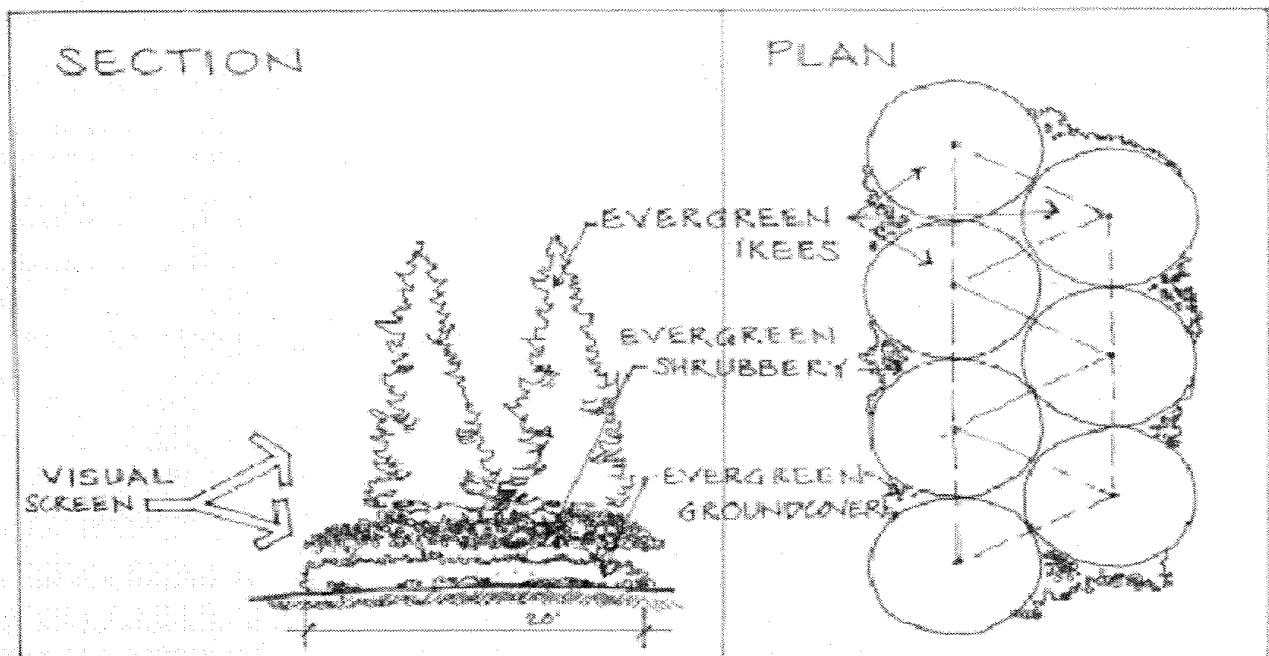 SECTION
PLAN
EVERGREEN
IKEES
EVERGREEN
SHRUBBERY
VISUAL
SCREEN
EVERGREEN
GROUNDCOVER
20'